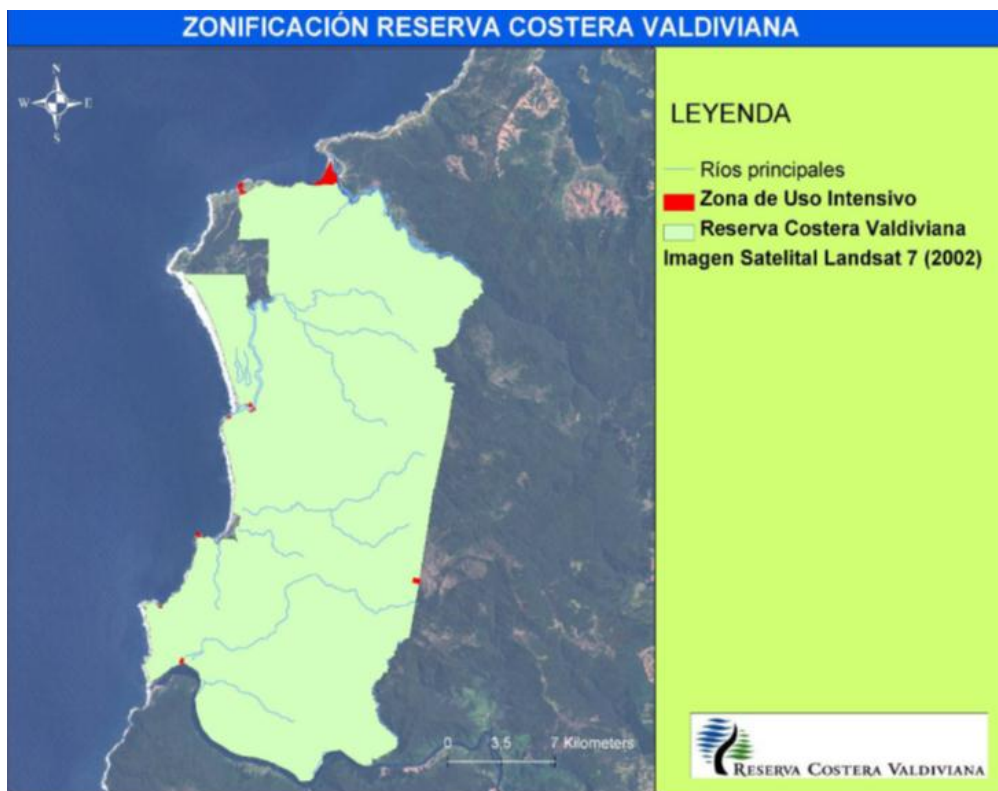 ZONIFICACIÓN RESERVA COSTERA VALDIVIANA
N
W E
S
LEYENDA
Ríos principales
Zona de Uso Intensivo
Reserva Costera Valdiviana
Imagen Satelital Landsat 7 (2002)
0 3,5 7 Kilometers
RESERVA COSTERA VALDIVIANA